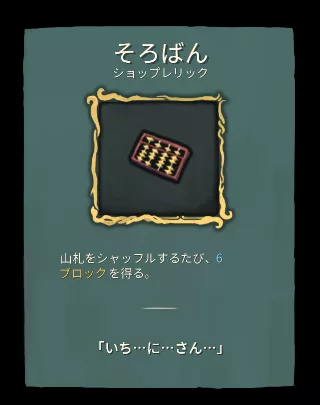 そろばん
ショップレリック
山札をシャッフルするたび、6
ブロックを得る。
「いち…に…さん…」